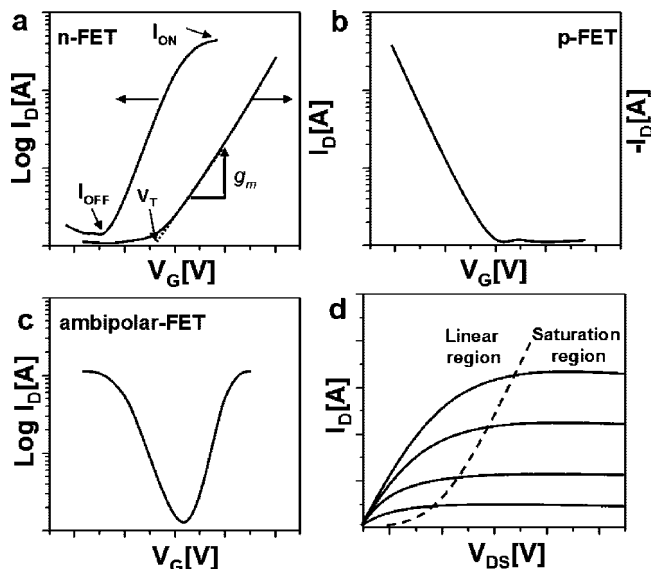 a
n-FET
I_ON
Log I_D[A]
I_OFF
V_T
g_m
I_D[A]
V_G[V]
b
p-FET
-I_D[A]
V_G[V]
c
ambipolar-FET
Log I_D[A]
V_G[V]
d
Linear
region
Saturation
region
I_D[A]
V_DS[V]